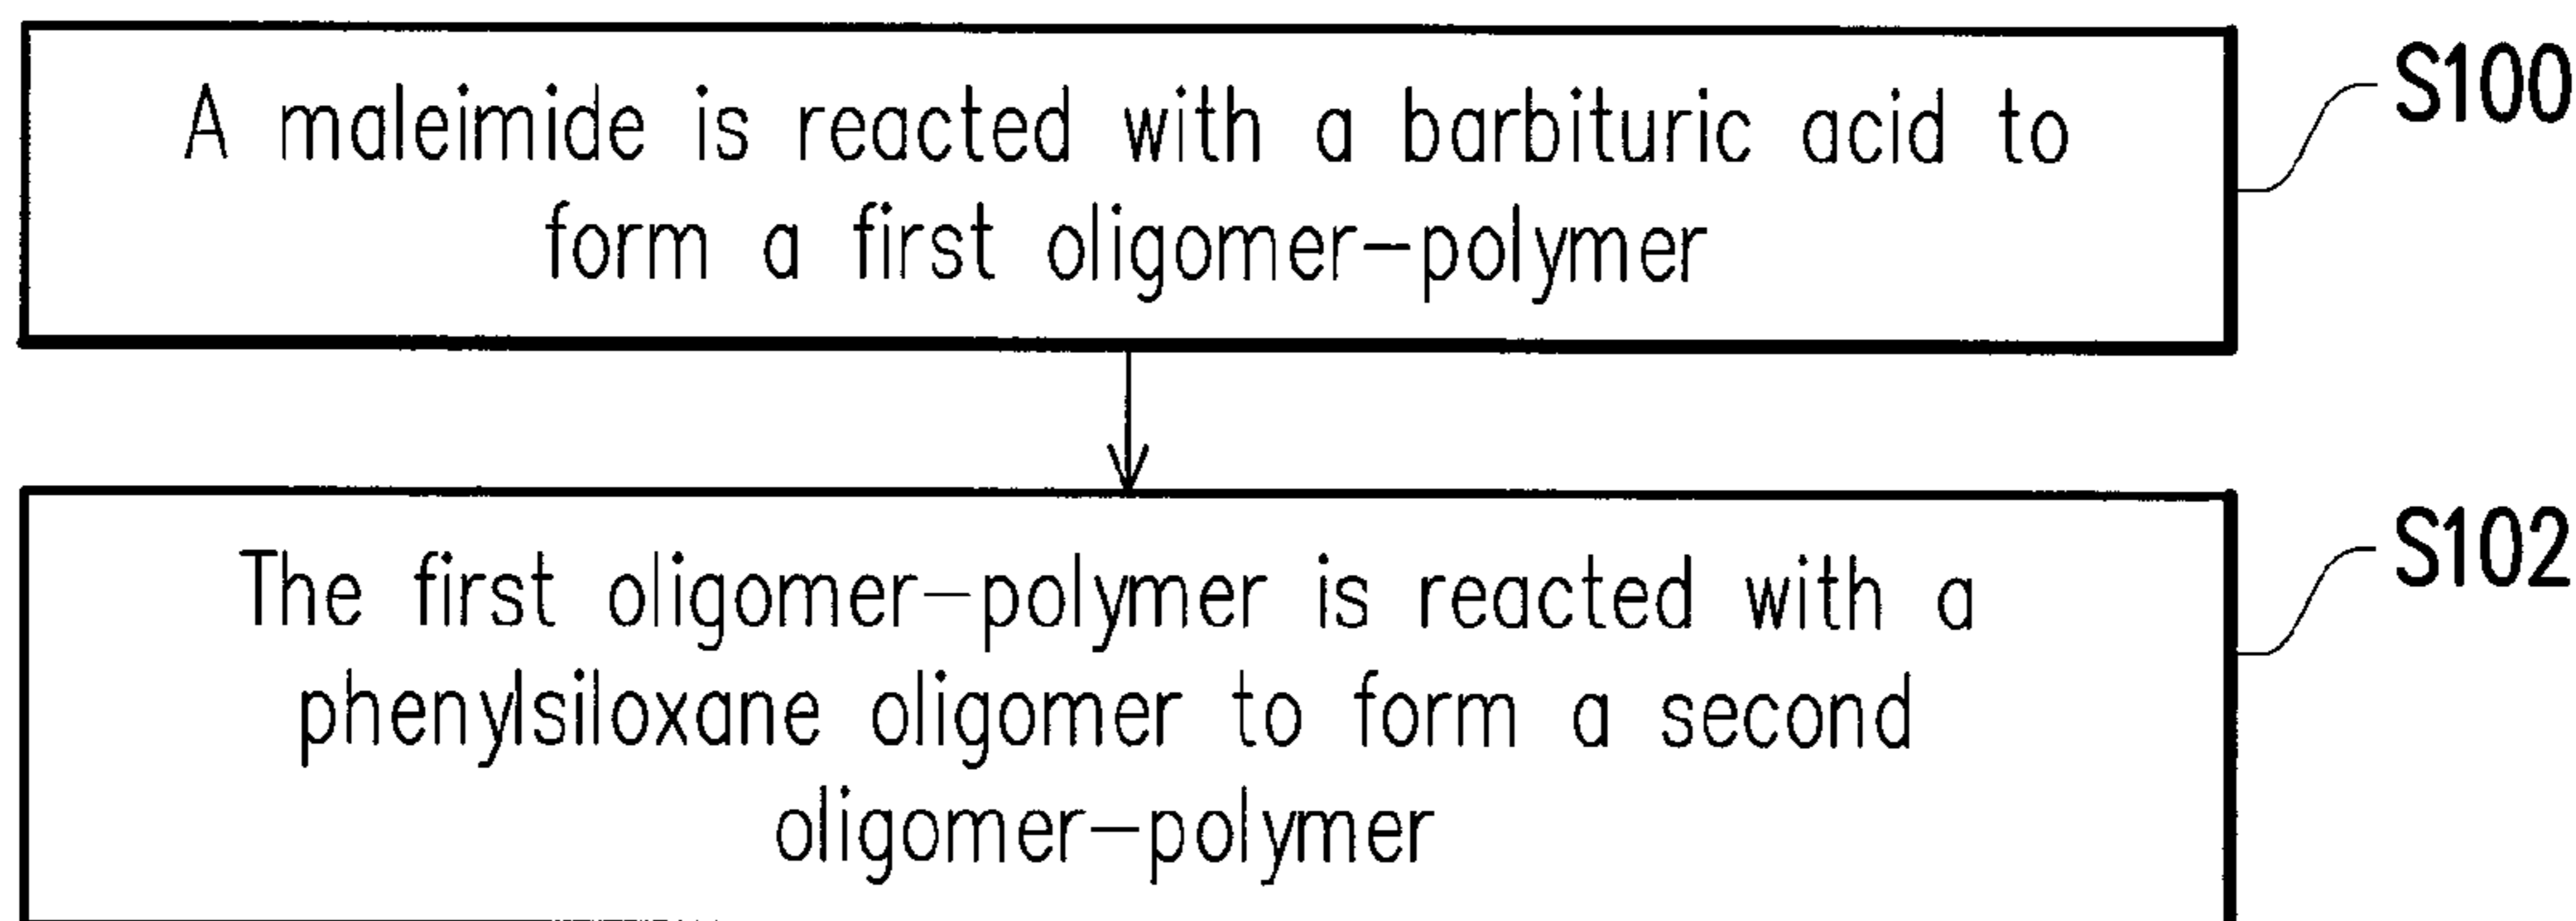 A maleimide is reacted with a barbituric acid to
form a first oligomer-polymer
S100
The first oligomer-polymer is reacted with a
phenylsiloxane oligomer to form a second
oligomer-polymer
S102